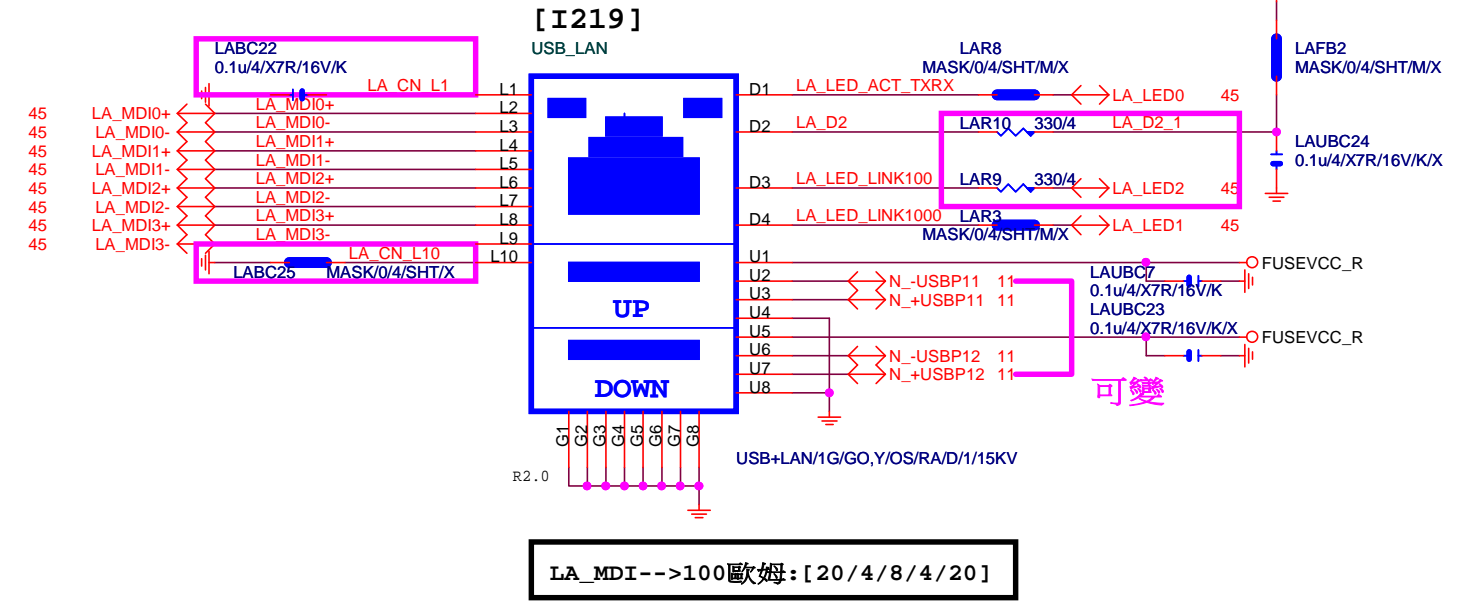 [I219]
USB_LAN
LABC22
0.1u/4/X7R/16V/K
LA_CN_L1
L1
L2
L3
L4
L5
L6
L7
L8
L9
L10
45 LA_MDI0+ LA_MDI0+
45 LA_MDI0- LA_MDI0-
45 LA_MDI1+ LA_MDI1+
45 LA_MDI1- LA_MDI1-
45 LA_MDI2+ LA_MDI2+
45 LA_MDI2- LA_MDI2-
45 LA_MDI3+ LA_MDI3+
45 LA_MDI3- LA_MDI3-
LA_CN_L10
LABC25 MASK/0/4/SHT/X
UP
DOWN
LAR8
MASK/0/4/SHT/M/X
D1 LA_LED_ACT_TXRX LA_LED0 45
D2 LA_D2 LAR10 330/4 LA_D2_1
D3 LA_LED_LINK100 LAR9 330/4 LA_LED2 45
D4 LA_LED_LINK1000 LAR3 LA_LED1 45
MASK/0/4/SHT/M/X
LAFB2
MASK/0/4/SHT/M/X
LAUBC24
0.1u/4/X7R/16V/K/X
U1 FUSEVCC_R
U2 N_-USBP11 11
U3 N_+USBP11 11
U4
U5 FUSEVCC_R
U6 N_-USBP12 11
U7 N_+USBP12 11
U8
LAUBC7
0.1u/4/X7R/16V/K
LAUBC23
0.1u/4/X7R/16V/K/X
可變
G1 G2 G3 G4 G5 G6 G7 G8
R2.0
USB+LAN/1G/GO,Y/OS/RA/D/1/15KV
LA_MDI-->100歐姆:[20/4/8/4/20]